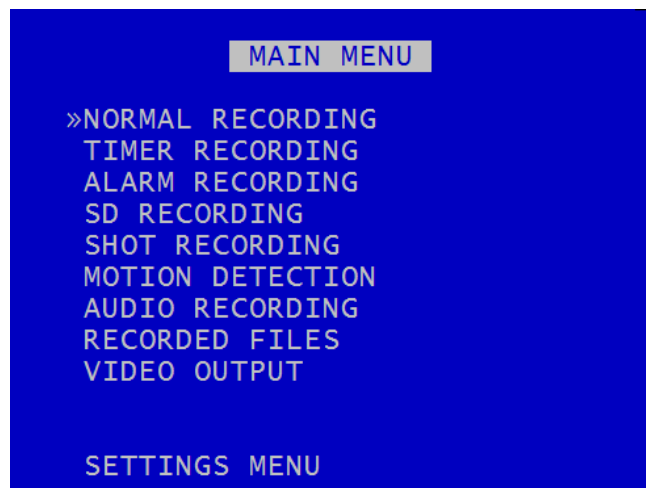 MAIN MENU
»NORMAL RECORDING
TIMER RECORDING
ALARM RECORDING
SD RECORDING
SHOT RECORDING
MOTION DETECTION
AUDIO RECORDING
RECORDED FILES
VIDEO OUTPUT
SETTINGS MENU